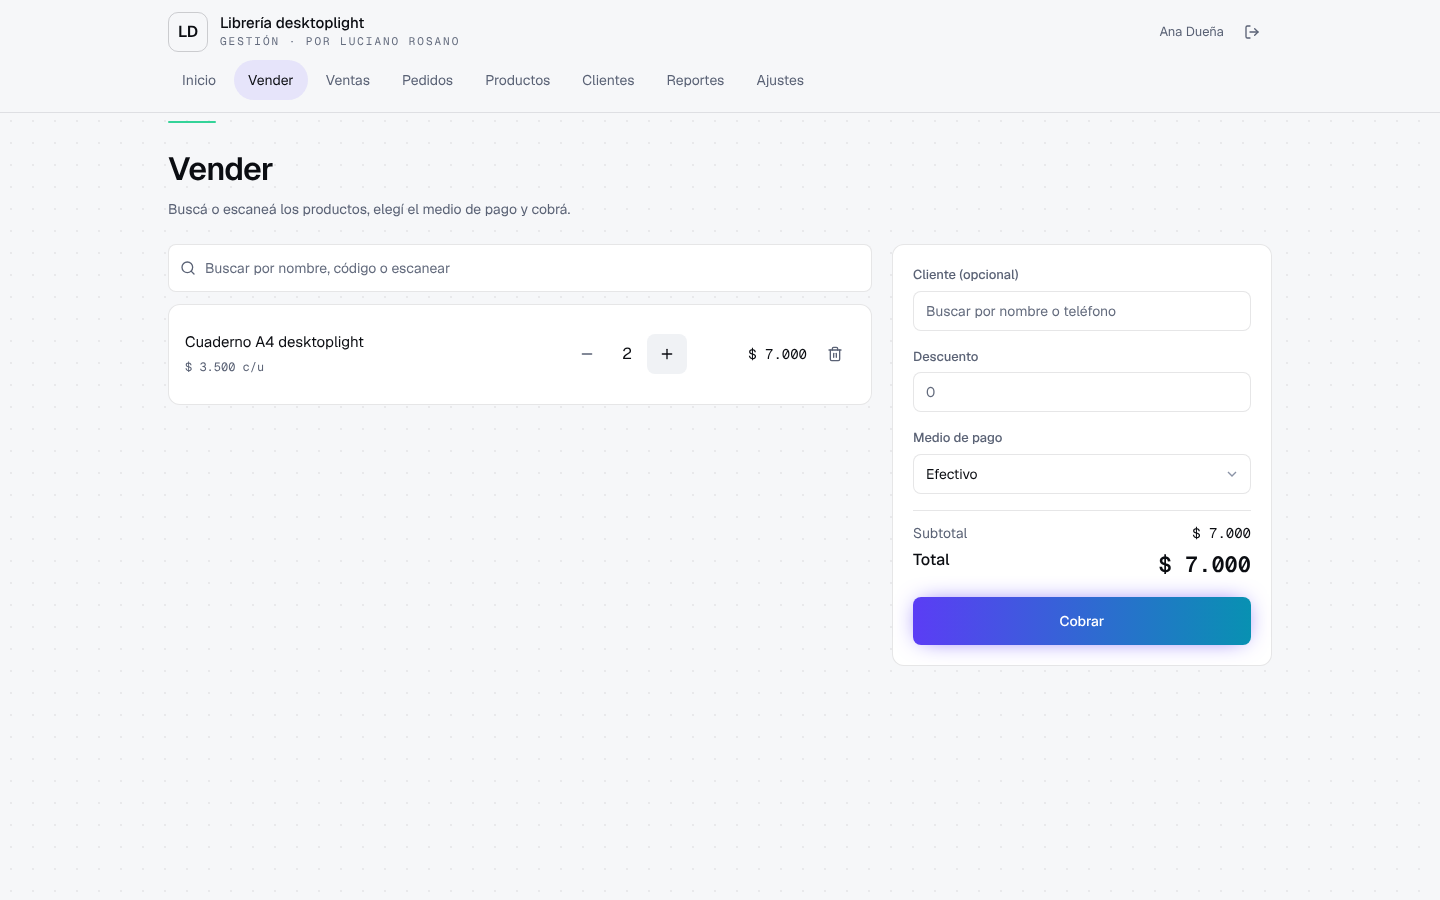 LD
Librería desktoplight
GESTIÓN · POR LUCIANO ROSANO
Ana Dueña
Inicio
Vender
Ventas
Pedidos
Productos
Clientes
Reportes
Ajustes
Vender
Buscá o escaneá los productos, elegí el medio de pago y cobrá.
Buscar por nombre, código o escanear
Cuaderno A4 desktoplight
$ 3.500 c/u
2
$ 7.000
Cliente (opcional)
Buscar por nombre o teléfono
Descuento
0
Medio de pago
Efectivo
Subtotal
$ 7.000
Total
$ 7.000
Cobrar